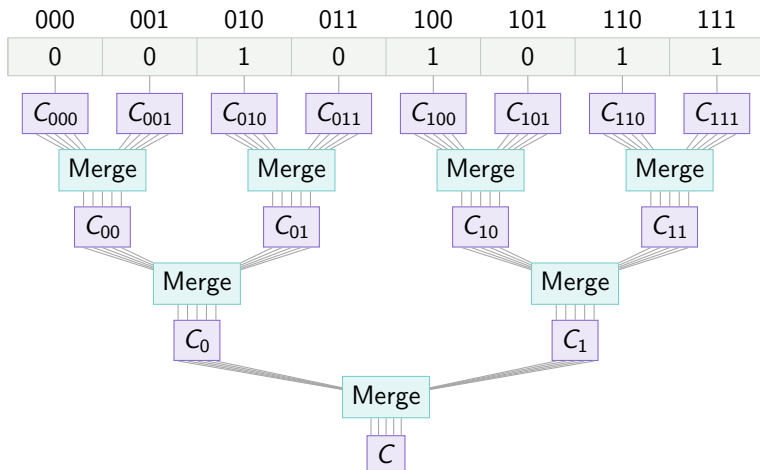 000 001 010 011 100 101 110 111
0 0 1 0 1 0 1 1
C₀₀₀ C₀₀₁ C₀₁₀ C₀₁₁ C₁₀₀ C₁₀₁ C₁₁₀ C₁₁₁
Merge Merge Merge Merge
C₀₀ C₀₁ C₁₀ C₁₁
Merge Merge
C₀ C₁
Merge
C